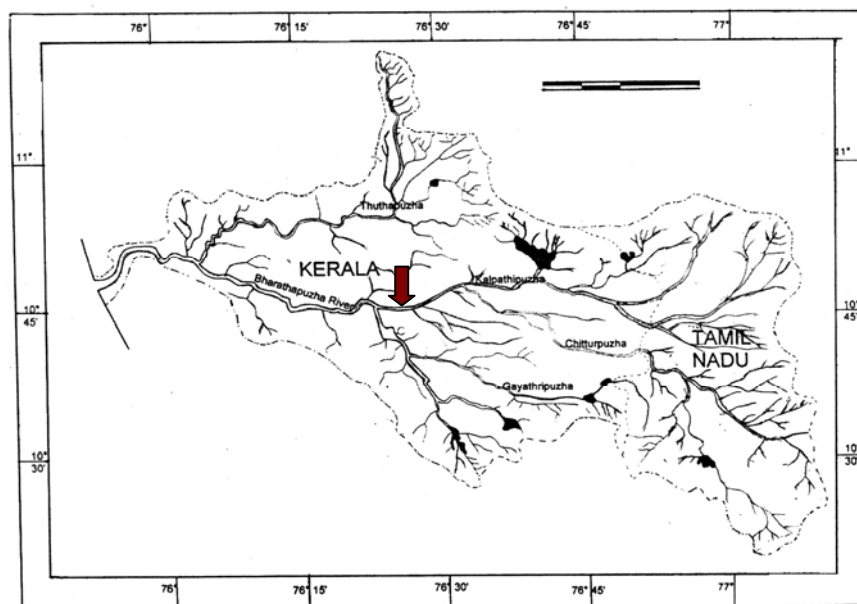 76°
76° 15'
76° 30'
76° 45'
77°
11°
11°
Thuthapuzha
KERALA
Kalpathipuzha
Bharathapuzha River
10°
45'
10°
45'
Chitturpuzha
TAMIL
NADU
Gayathripuzha
10°
30'
10°
30'
76°
76° 15'
76° 30'
76° 45'
77°